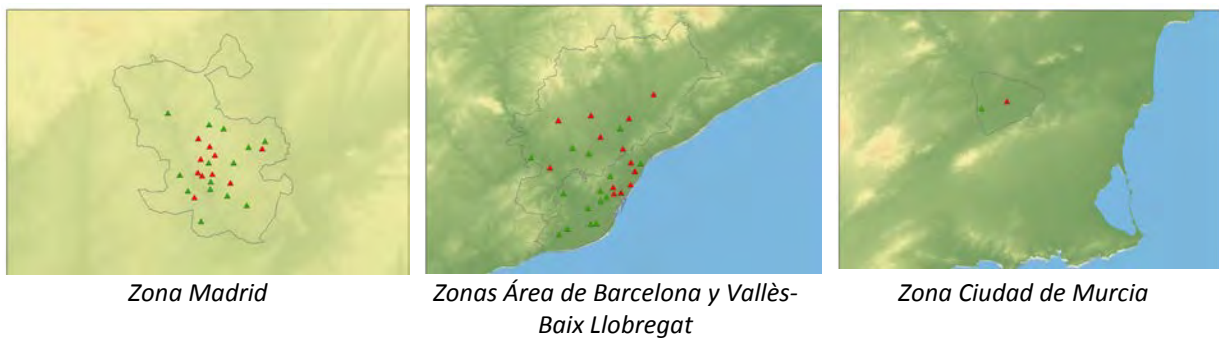 Zona Madrid
Zonas Área de Barcelona y Vallès-
Baix Llobregat
Zona Ciudad de Murcia